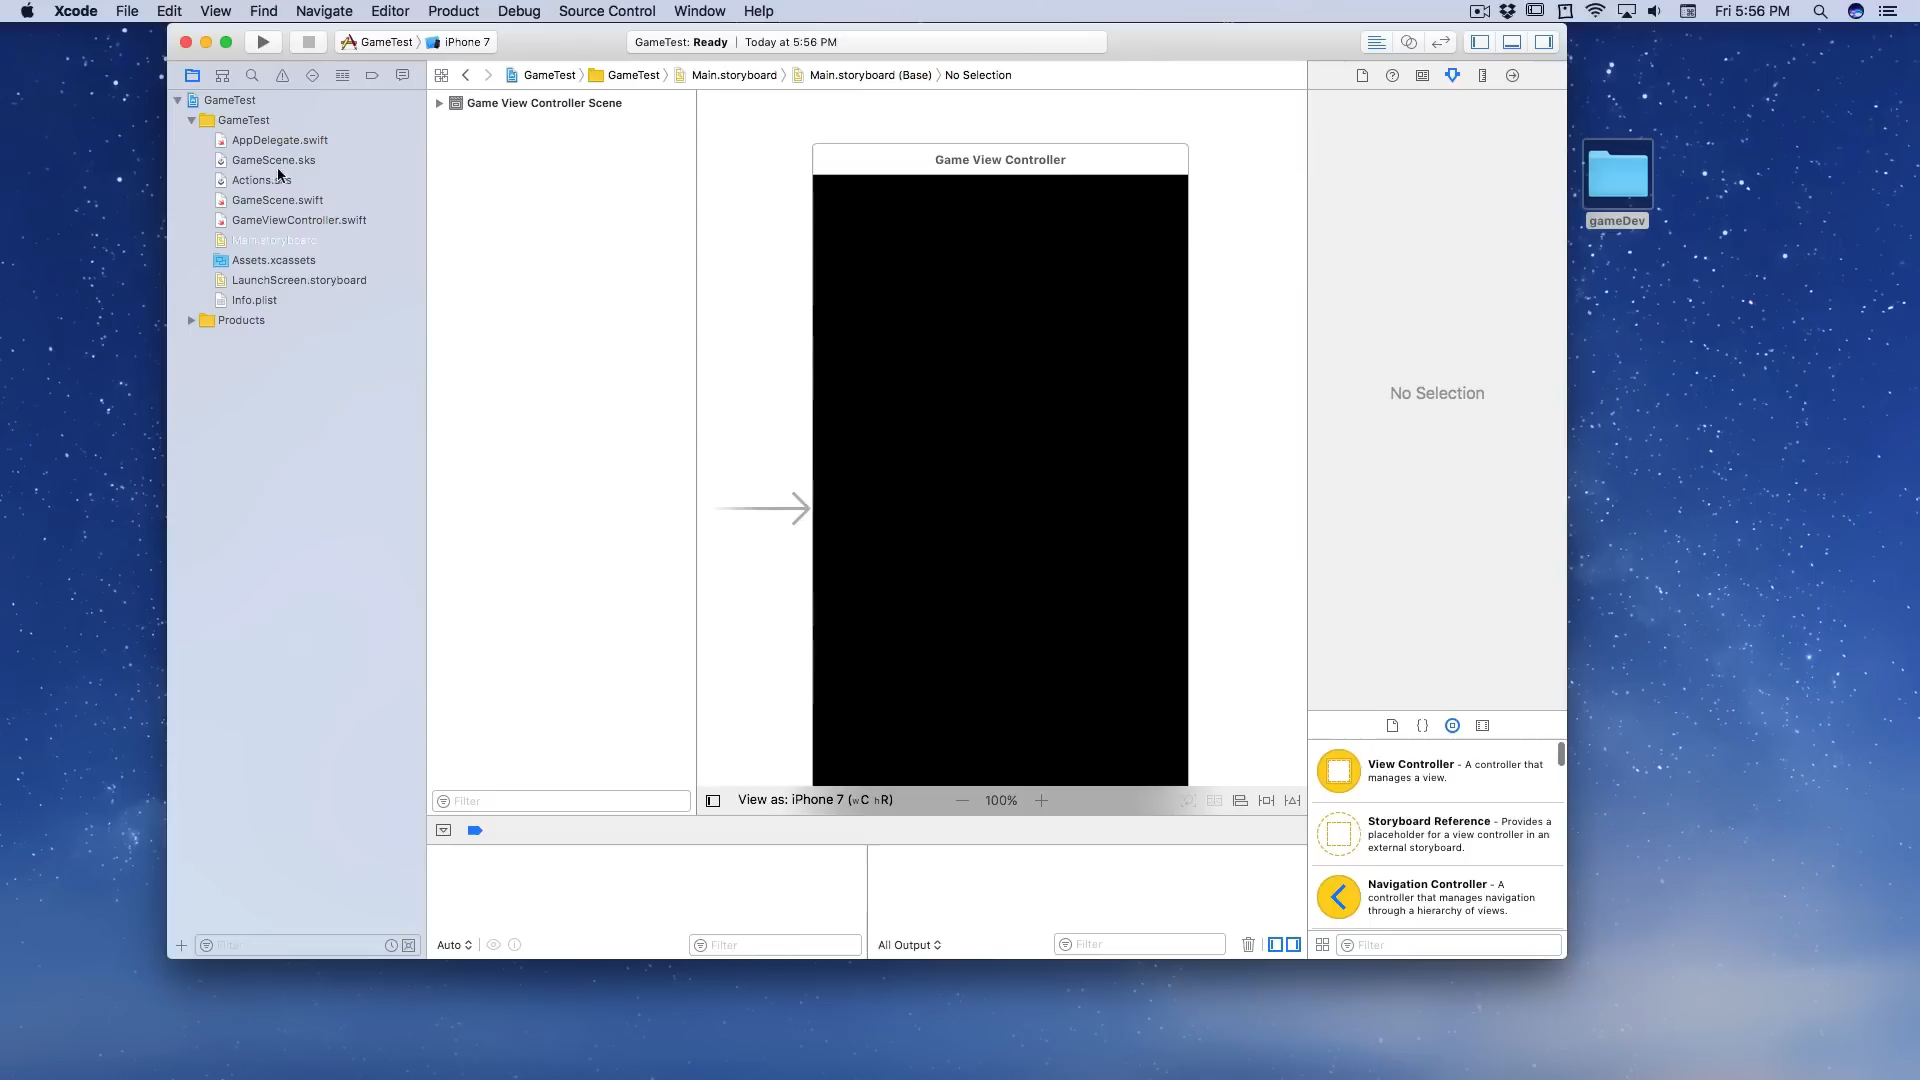 Xcode File Edit View Find Navigate Editor Product Debug Source Control Window Help
Fri 5:56 PM
GameTest iPhone 7
GameTest: Ready | Today at 5:56 PM
GameTest GameTest Main.storyboard Main.storyboard (Base) No Selection
GameTest
GameTest
AppDelegate.swift
GameScene.sks
GameScene.swift
GameViewController.swift
Main.storyboard
Assets.xcassets
LaunchScreen.storyboard
Info.plist
Products
Filter
Game View Controller Scene
Filter
Game View Controller
View as: iPhone 7 (wC hR)
100%
Auto
Filter
All Output
Filter
No Selection
View Controller - A controller that
manages a view.
Storyboard Reference - Provides a
placeholder for a view controller in an
external storyboard.
Navigation Controller - A
controller that manages navigation
through a hierarchy of views.
Filter
gameDev